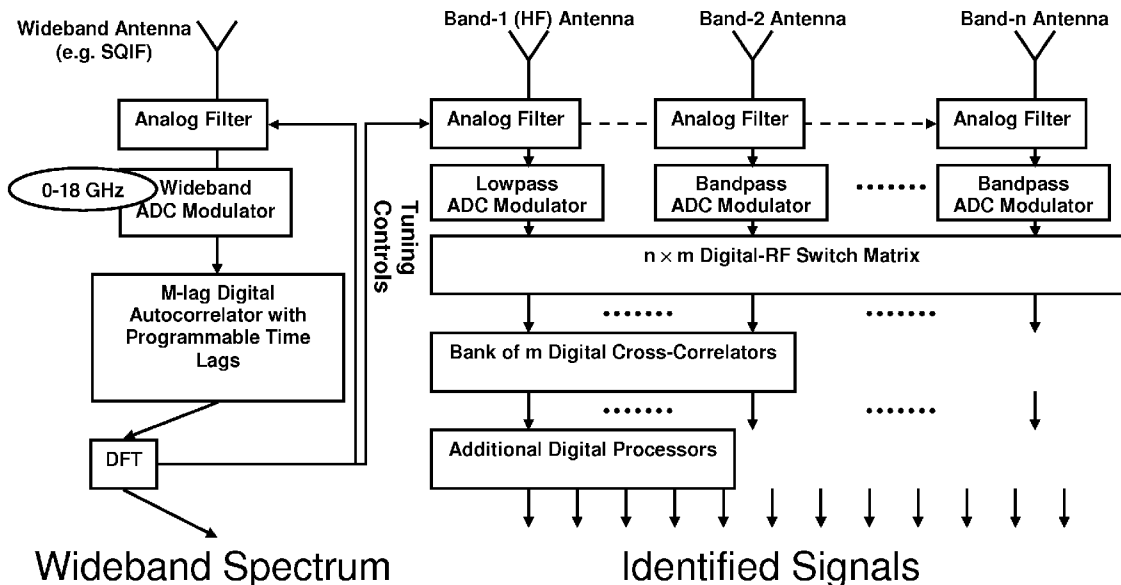 Wideband Antenna
(e.g. SQIF)
Band-1 (HF) Antenna
Band-2 Antenna
Band-n Antenna
Analog Filter
Analog Filter
Analog Filter
Analog Filter
0-18 GHz
Wideband
ADC Modulator
Lowpass
ADC Modulator
Bandpass
ADC Modulator
Bandpass
ADC Modulator
Tuning
Controls
n × m Digital-RF Switch Matrix
M-lag Digital
Autocorrelator with
Programmable Time
Lags
Bank of m Digital Cross-Correlators
DFT
Additional Digital Processors
Wideband Spectrum
Identified Signals